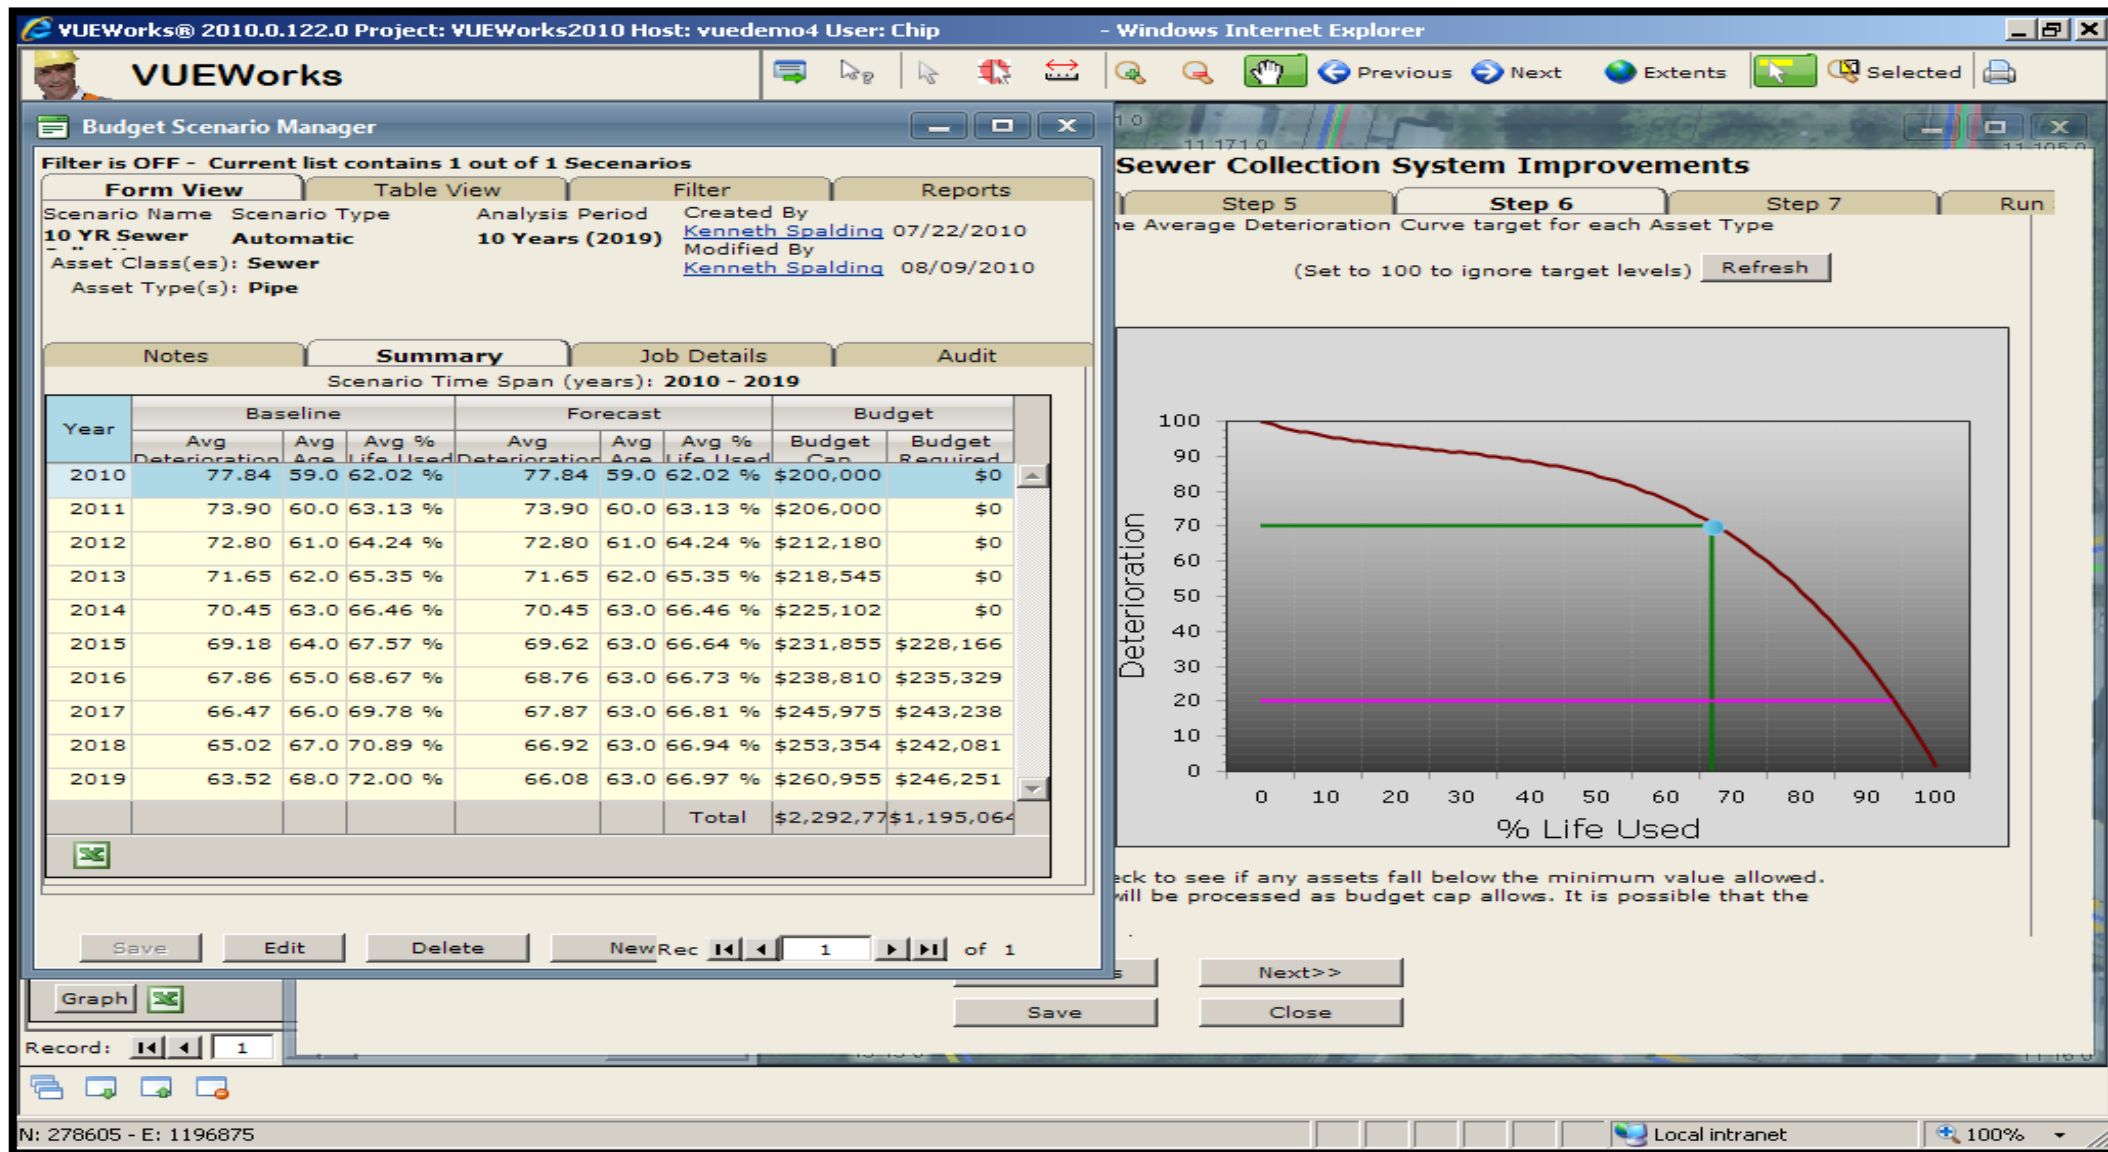 VUEWorks® 2010.0.122.0 Project: VUEWorks2010 Host: vuedemo4 User: Chip - Windows Internet Explorer
VUEWorks
Previous Next Extents Selected
Budget Scenario Manager
Filter is OFF - Current list contains 1 out of 1 Secenarios
Form View Table View Filter Reports
Scenario Name Scenario Type Analysis Period Created By
10 YR Sewer Automatic 10 Years (2019) Kenneth Spalding 07/22/2010
Modified By
Asset Class(es): Sewer Kenneth Spalding 08/09/2010
Asset Type(s): Pipe
Notes Summary Job Details Audit
Scenario Time Span (years): 2010 - 2019
Year Baseline Forecast Budget
Avg Deterioration Avg Age Avg % Life Used Avg Deterioration Avg Age Avg % Life Used Budget Cap Budget Required
2010 77.84 59.0 62.02 % 77.84 59.0 62.02 % $200,000 $0
2011 73.90 60.0 63.13 % 73.90 60.0 63.13 % $206,000 $0
2012 72.80 61.0 64.24 % 72.80 61.0 64.24 % $212,180 $0
2013 71.65 62.0 65.35 % 71.65 62.0 65.35 % $218,545 $0
2014 70.45 63.0 66.46 % 70.45 63.0 66.46 % $225,102 $0
2015 69.18 64.0 67.57 % 69.62 63.0 66.64 % $231,855 $228,166
2016 67.86 65.0 68.67 % 68.76 63.0 66.73 % $238,810 $235,329
2017 66.47 66.0 69.78 % 67.87 63.0 66.81 % $245,975 $243,238
2018 65.02 67.0 70.89 % 66.92 63.0 66.94 % $253,354 $242,081
2019 63.52 68.0 72.00 % 66.08 63.0 66.97 % $260,955 $246,251
Total $2,292,77 $1,195,064
Save Edit Delete New Rec 1 of 1
Graph
Record: 1
Sewer Collection System Improvements
Step 5 Step 6 Step 7 Run
Average Deterioration Curve target for each Asset Type
(Set to 100 to ignore target levels) Refresh
Deterioration
100
90
80
70
60
50
40
30
20
10
0
0 10 20 30 40 50 60 70 80 90 100
% Life Used
to see if any assets fall below the minimum value allowed.
will be processed as budget cap allows. It is possible that the
Next>>
Save Close
N: 278605 - E: 1196875
Local intranet 100%